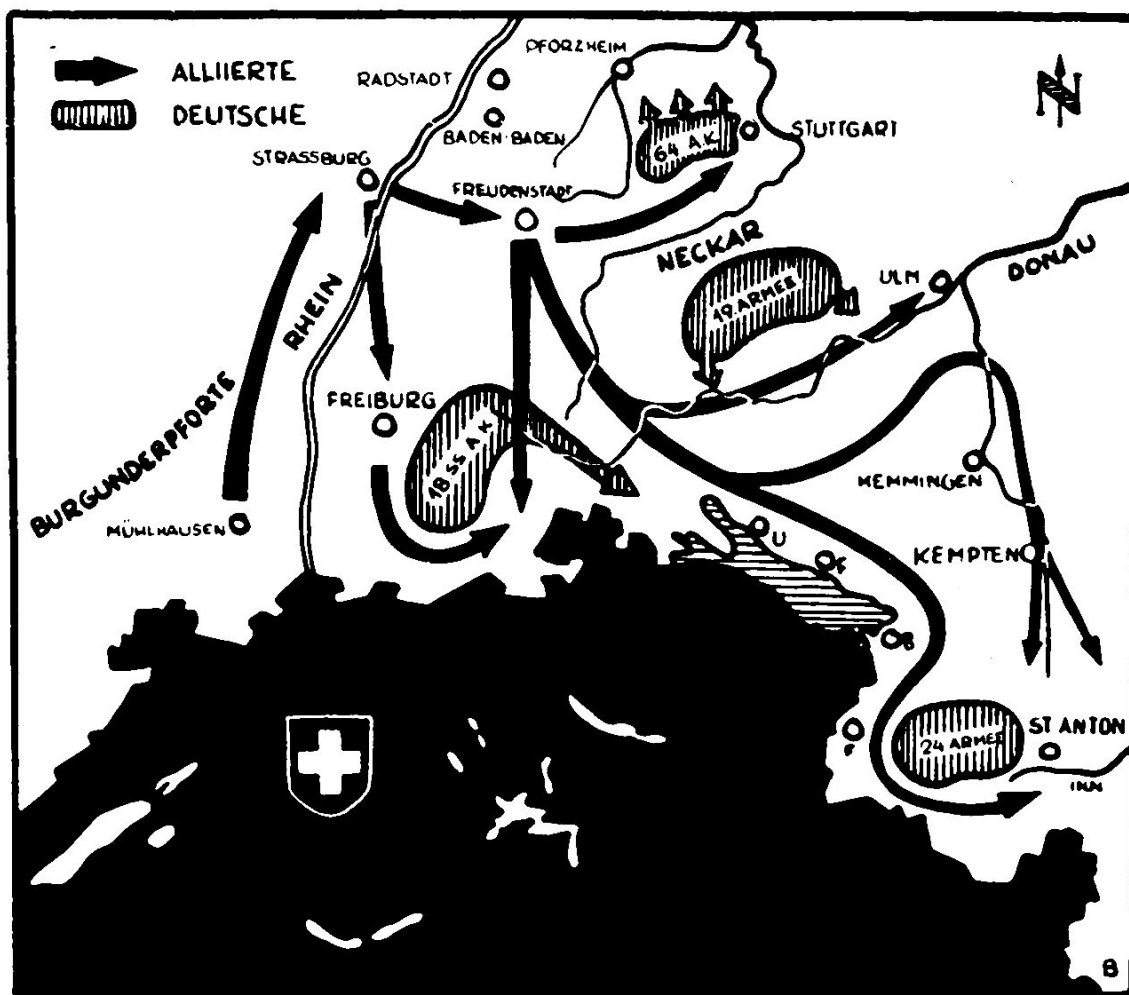 ALLIIERTE
DEUTSCHE
N
PFORZHEIM
RADSTADT
BADEN-BADEN
STRASSBURG
FREUDENSTADT
64 A.K
STUTTGART
NECKAR
19. ARMEE
ULM
DONAU
RHEIN
BURGUNDERPFORTE
FREIBURG
18 SS A.K
MÜHLHAUSEN
MEMMINGEN
KEMPTEN
Ü
F
B
F
24 ARMEE
ST ANTON
INN
B